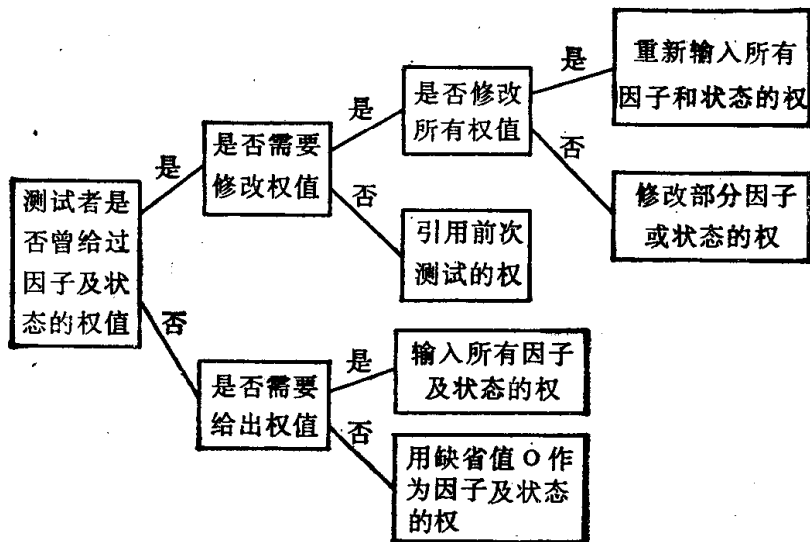 测试者是
否曾给过
因子及状
态的权值
是
否
是否需要
修改权值
是
否
是否修改
所有权值
是
否
重新输入所有
因子和状态的权
修改部分因子
或状态的权
引用前次
测试的权
是否需要
给出权值
是
否
输入所有因子
及状态的权
用缺省值 O 作
为因子及状态
的权